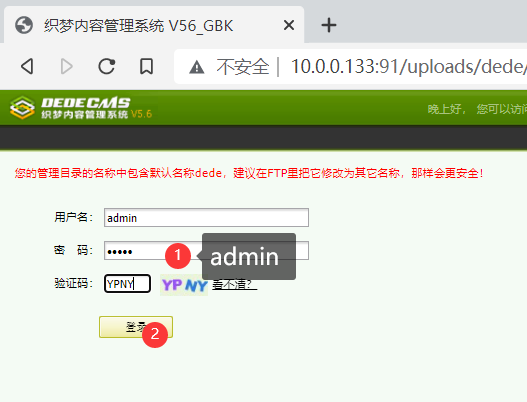 织梦内容管理系统 V56_GBK
不安全 | 10.0.0.133:91/uploads/dede/
DEDECMS
织梦内容管理系统 V5.6
晚上好，您可以访问
您的管理目录的名称中包含默认名称dede，建议在FTP里把它修改为其它名称，那样会更安全！
用户名： admin
密 码： •••••
1 admin
验证码： YPNY YPNY 看不清？
登录
2